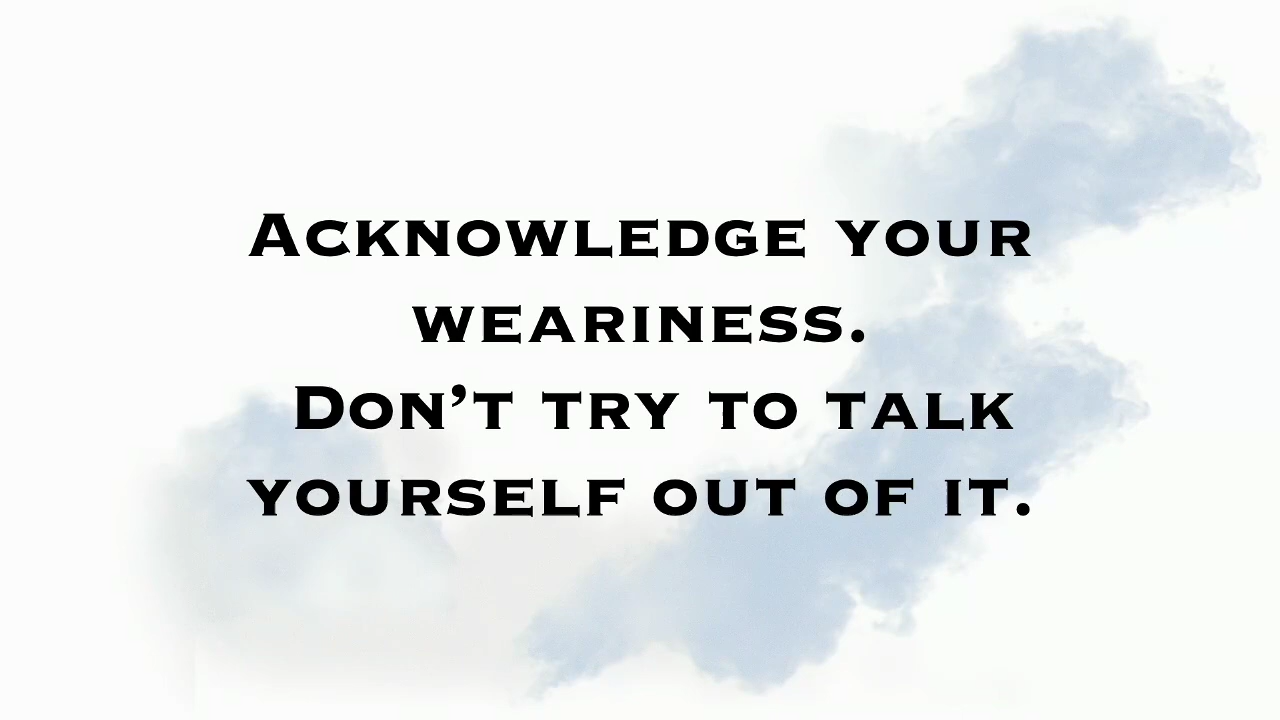 Acknowledge your
weariness.
Don’t try to talk
yourself out of it.